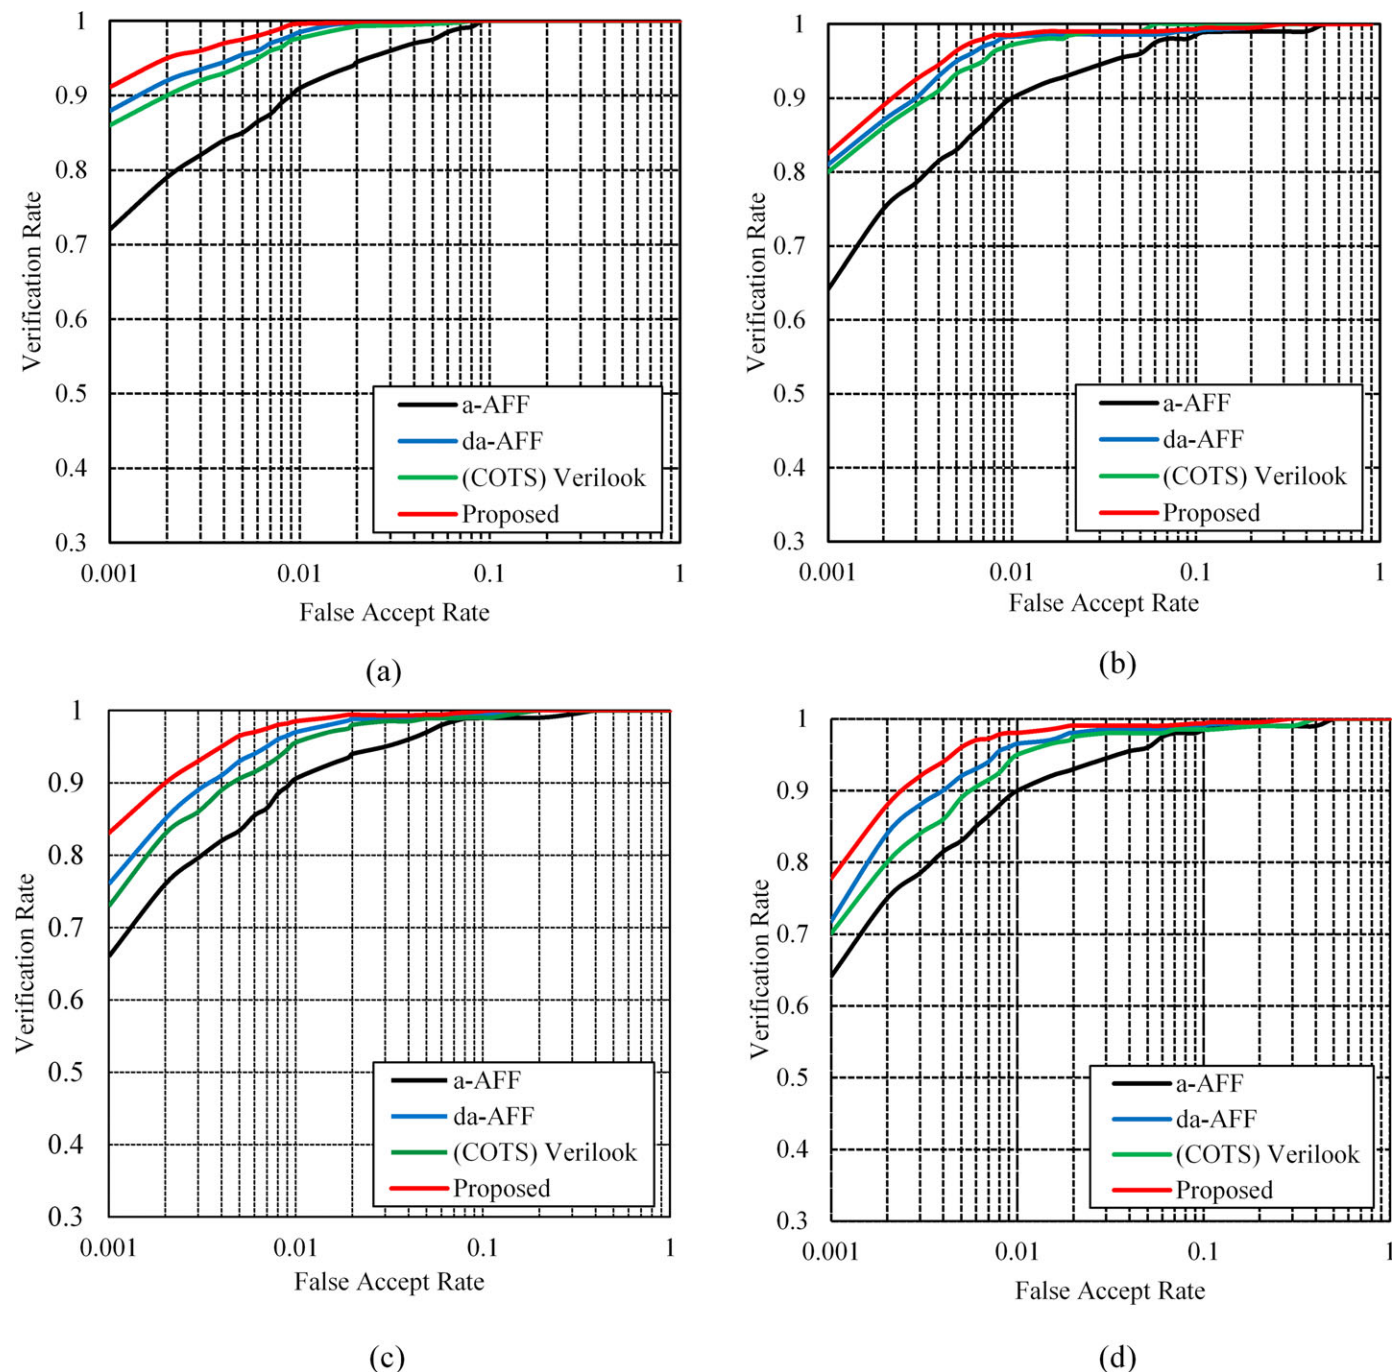 1
0.9
0.8
0.7
0.6
0.5
0.4
0.3
Verification Rate
a-AFF
da-AFF
(COTS) Verilook
Proposed
0.001 0.01 0.1 1
False Accept Rate
(a)
1
0.9
0.8
0.7
0.6
0.5
0.4
0.3
Verification Rate
a-AFF
da-AFF
(COTS) Verilook
Proposed
0.001 0.01 0.1 1
False Accept Rate
(b)
1
0.9
0.8
0.7
0.6
0.5
0.4
0.3
Verification Rate
a-AFF
da-AFF
(COTS) Verilook
Proposed
0.001 0.01 0.1 1
False Accept Rate
(c)
1
0.9
0.8
0.7
0.6
0.5
0.4
0.3
Verification Rate
a-AFF
da-AFF
(COTS) Verilook
Proposed
0.001 0.01 0.1 1
False Accept Rate
(d)